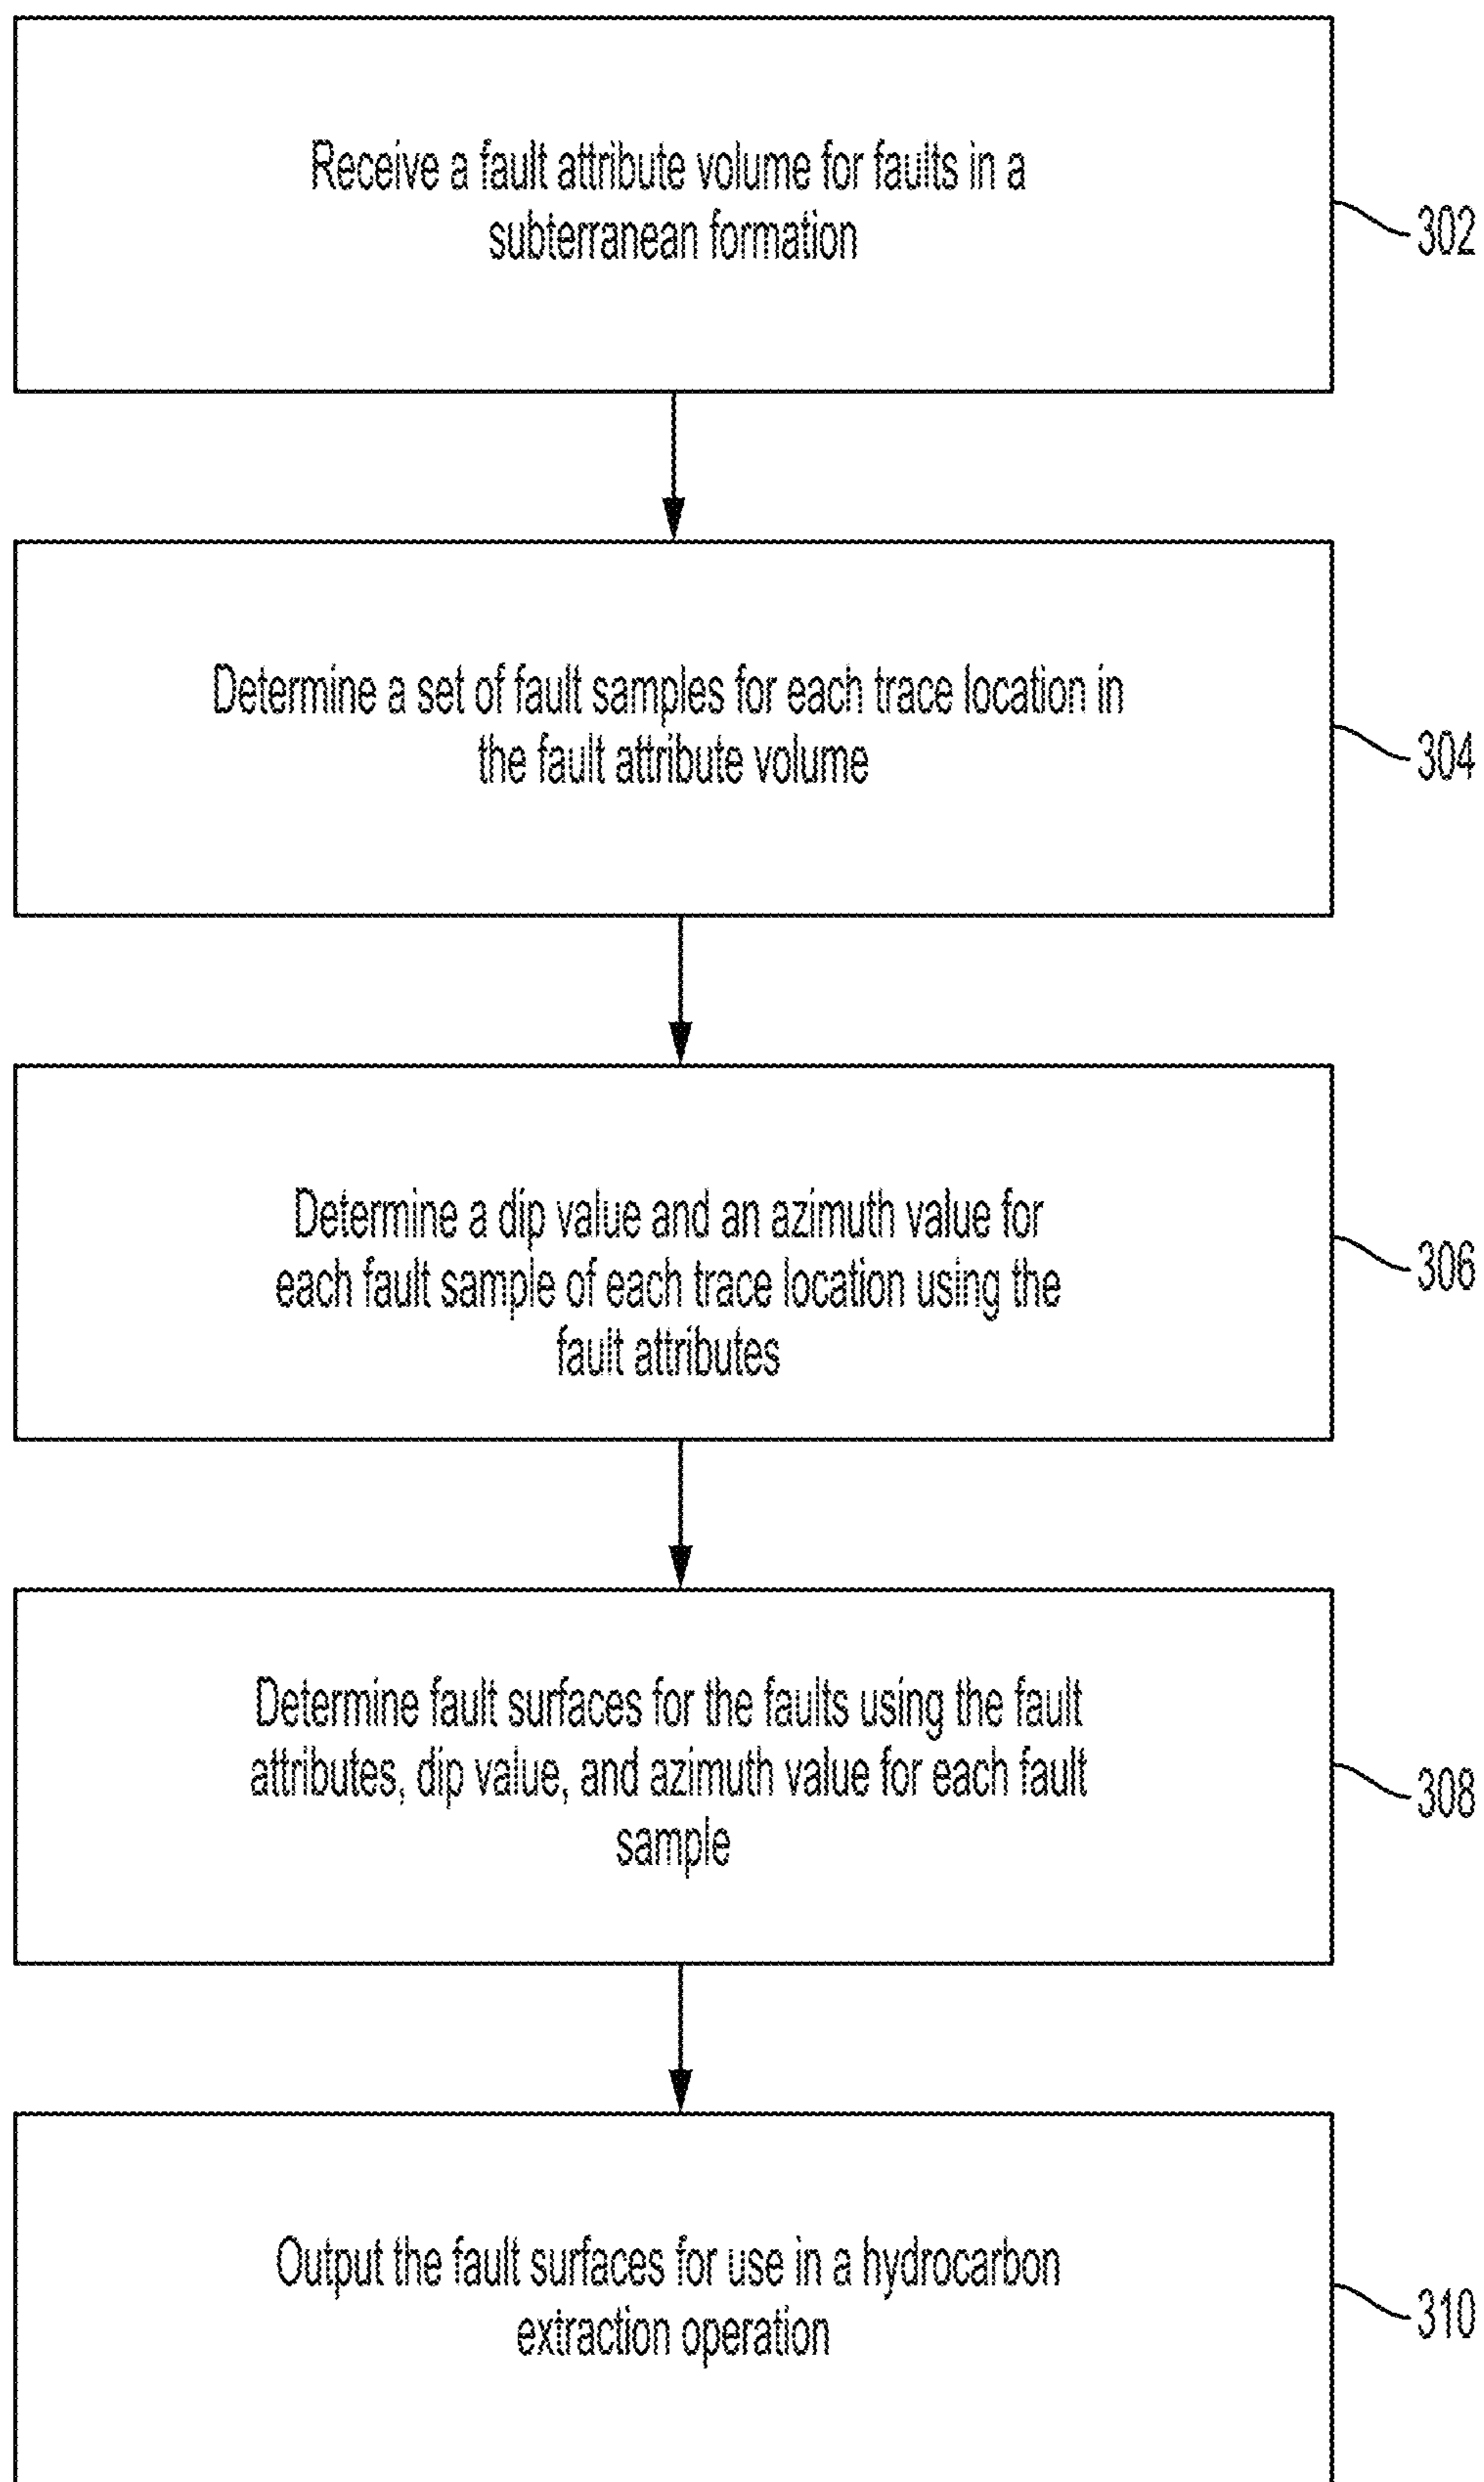 Receive a fault attribute volume for faults in a
subterranean formation
302
Determine a set of fault samples for each trace location in
the fault attribute volume
304
Determine a dip value and an azimuth value for
each fault sample of each trace location using the
fault attributes
306
Determine fault surfaces for the faults using the fault
attributes, dip value, and azimuth value for each fault
sample
308
Output the fault surfaces for use in a hydrocarbon
extraction operation
310